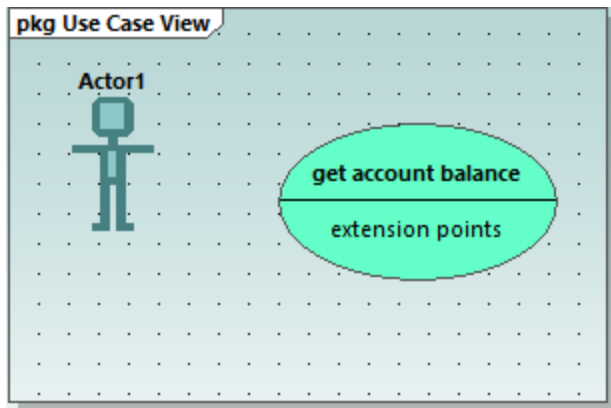 pkg Use Case View
Actor1
get account balance
extension points